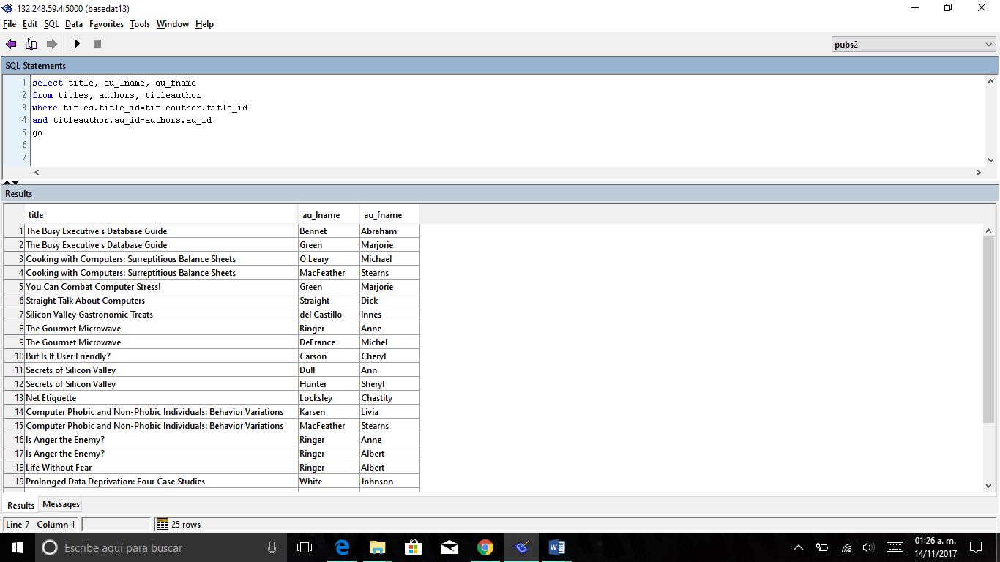 132.248.59.4:5000 (basedat13)
File Edit SQL Data Favorites Tools Window Help
pubs2
SQL Statements
1 select title, au_lname, au_fname
2 from titles, authors, titleauthor
3 where titles.title_id=titleauthor.title_id
4 and titleauthor.au_id=authors.au_id
5 go
6
7
Results
title au_lname au_fname
1 The Busy Executive's Database Guide Bennet Abraham
2 The Busy Executive's Database Guide Green Marjorie
3 Cooking with Computers: Surreptitious Balance Sheets O'Leary Michael
4 Cooking with Computers: Surreptitious Balance Sheets MacFeather Stearns
5 You Can Combat Computer Stress! Green Marjorie
6 Straight Talk About Computers Straight Dick
7 Silicon Valley Gastronomic Treats del Castillo Innes
8 The Gourmet Microwave Ringer Anne
9 The Gourmet Microwave DeFrance Michel
10 But Is It User Friendly? Carson Cheryl
11 Secrets of Silicon Valley Dull Ann
12 Secrets of Silicon Valley Hunter Sheryl
13 Net Etiquette Locksley Chastity
14 Computer Phobic and Non-Phobic Individuals: Behavior Variations Karsen Livia
15 Computer Phobic and Non-Phobic Individuals: Behavior Variations MacFeather Stearns
16 Is Anger the Enemy? Ringer Anne
17 Is Anger the Enemy? Ringer Albert
18 Life Without Fear Ringer Albert
19 Prolonged Data Deprivation: Four Case Studies White Johnson
Results Messages
Line 7 Column 1 25 rows
Escribe aquí para buscar
01:26 a. m.
14/11/2017